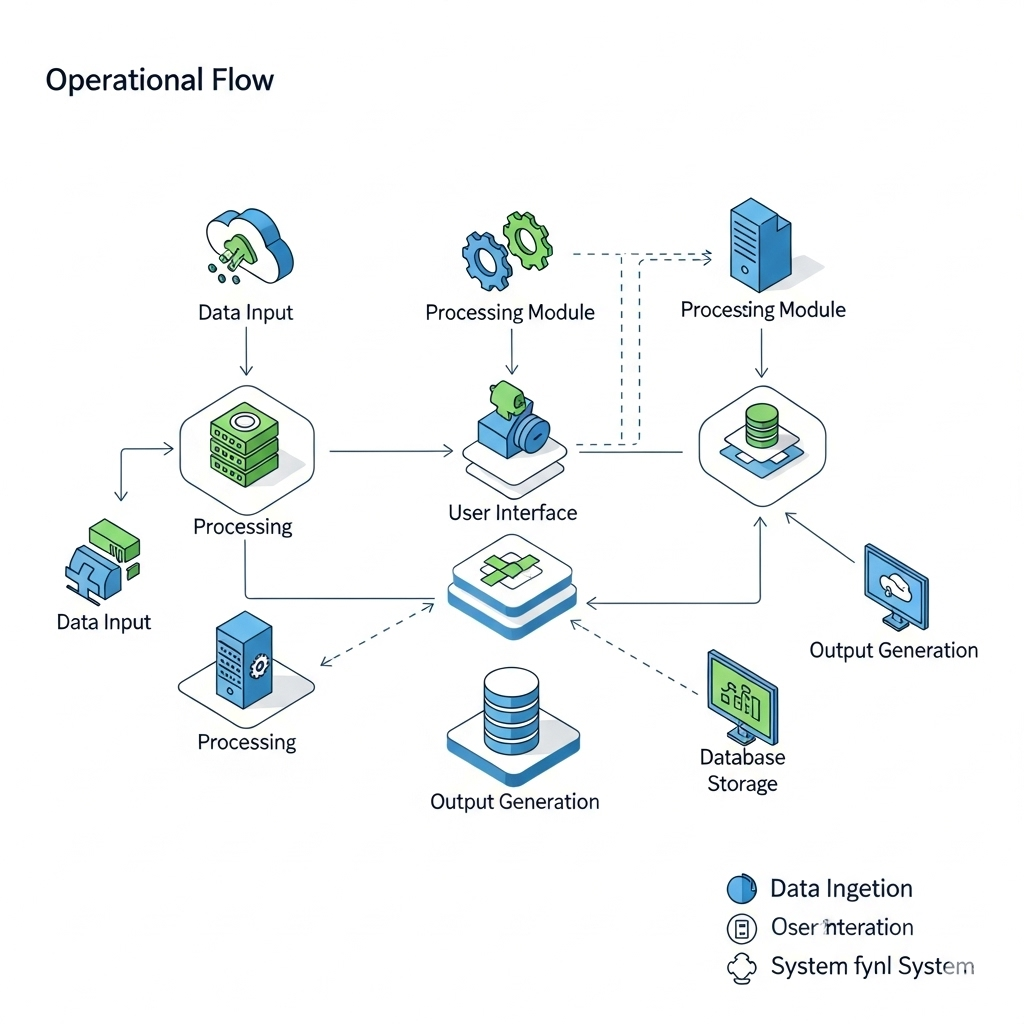 Operational Flow
Data Input
Processing Module
Processing Module
User Interface
Processing
Data Input
Output Generation
Processing
Database
Storage
Output Generation
Data Ingetion
Oser
System fynl System